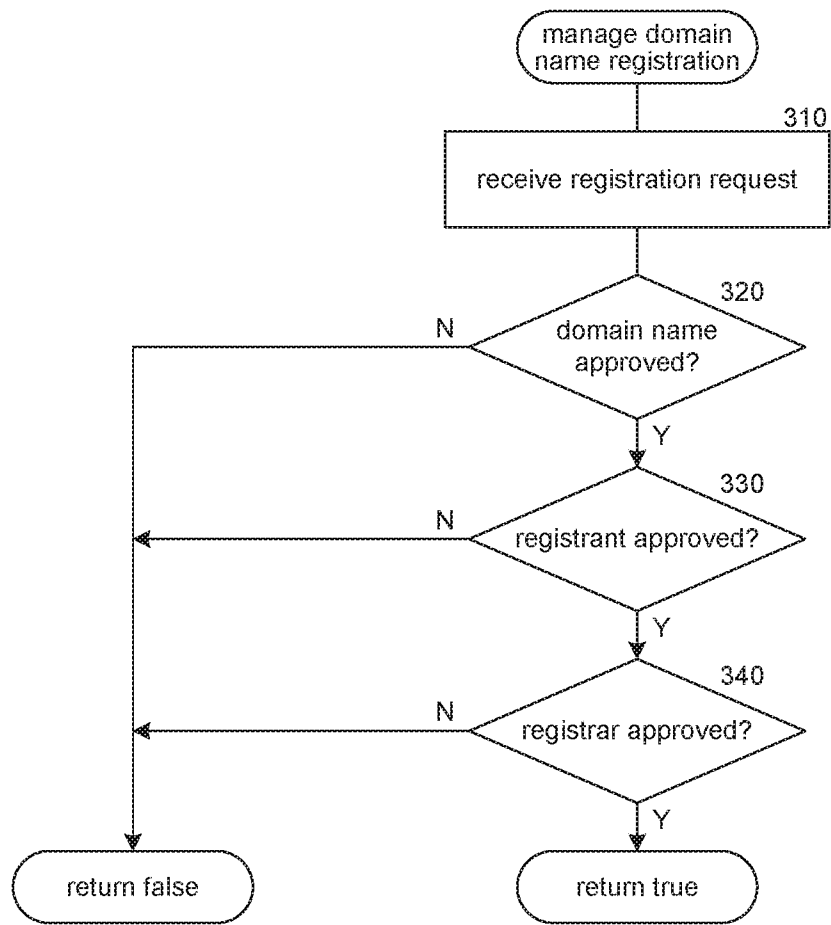 manage domain
name registration
310
receive registration request
320
domain name
approved?
N
Y
330
registrant approved?
N
Y
340
registrar approved?
N
Y
return false
return true